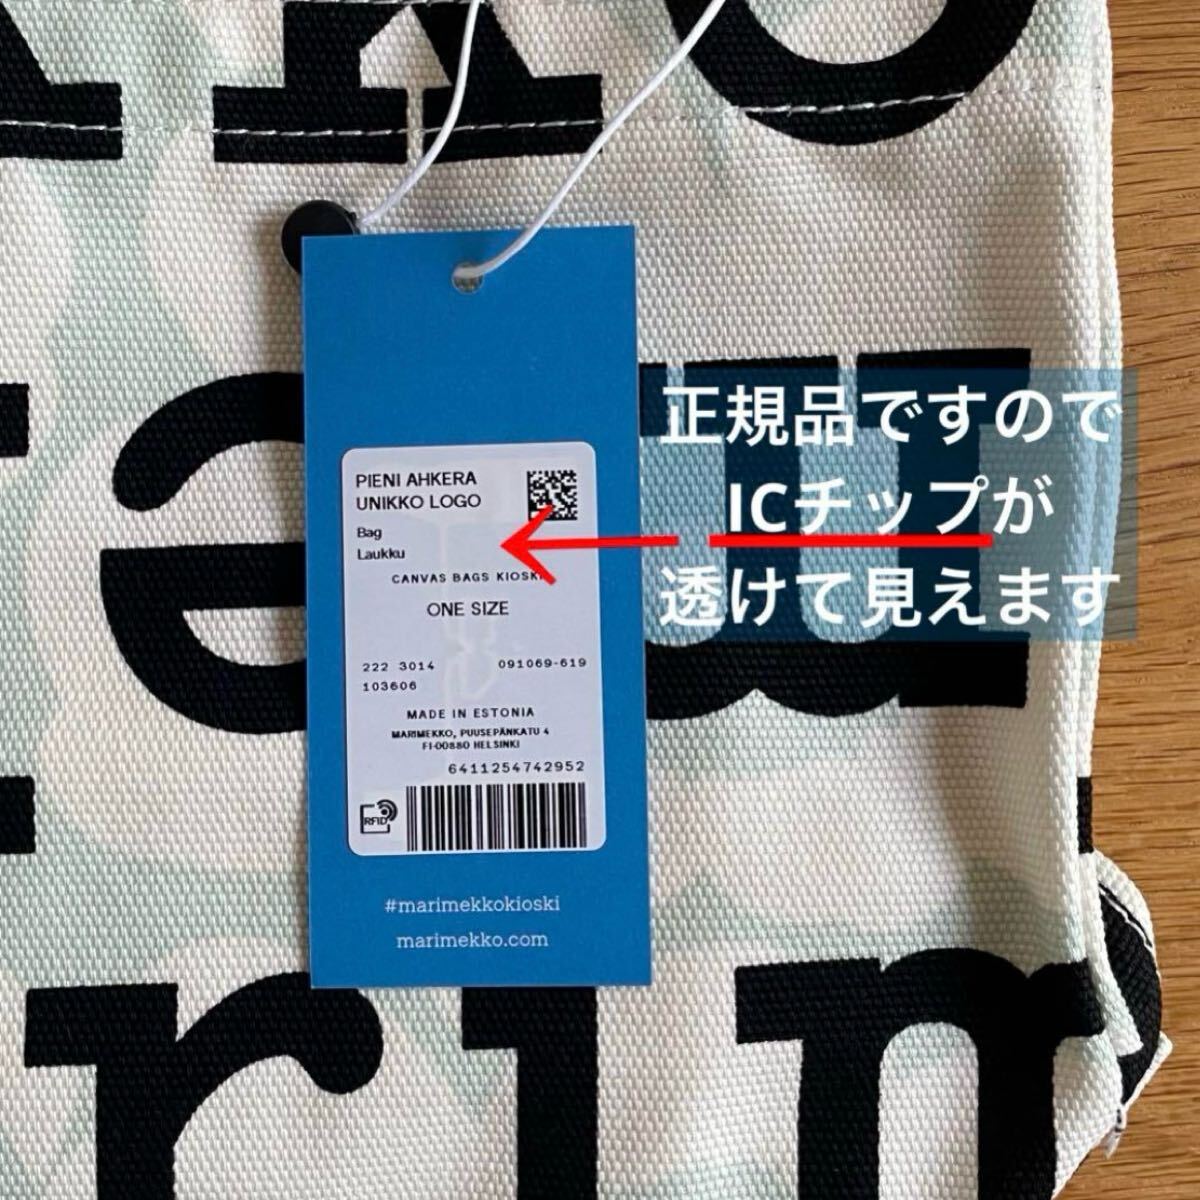 PIENI AHKERA
UNIKKO LOGO
Bag
Laukku
CANVAS BAGS KIOSKI
ONE SIZE
222 3014 091069-619
103606
MADE IN ESTONIA
MARIMEKKO, PUUSEPÄNKATU 4
FI-00880 HELSINKI
6411254742952
RFID
#marimekkokioski
marimekko.com
正規品ですので
ICチップが
透けて見えます